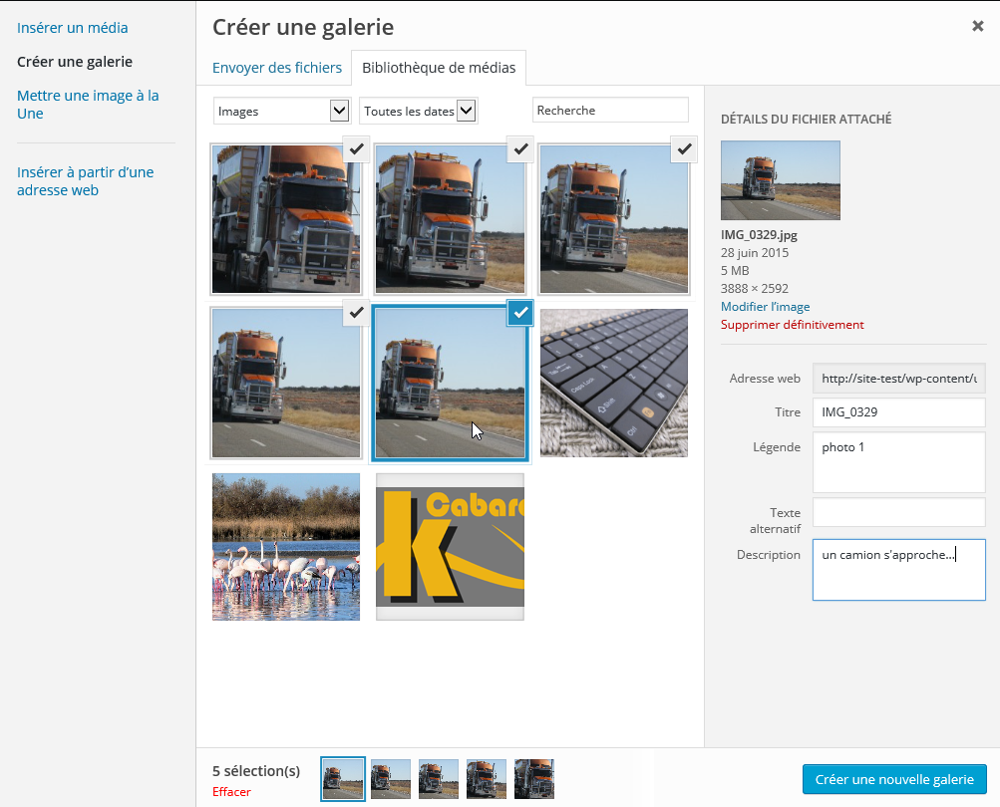 Insérer un média
Créer une galerie
Mettre une image à la
Une
Insérer à partir d'une
adresse web
Créer une galerie
Envoyer des fichiers
Bibliothèque de médias
Images
Toutes les dates
Recherche
Cabare
K
DÉTAILS DU FICHIER ATTACHÉ
IMG_0329.jpg
28 juin 2015
5 MB
3888 × 2592
Modifier l'image
Supprimer définitivement
Adresse web
http://site-test/wp-content/u
Titre
IMG_0329
Légende
photo 1
Texte
alternatif
Description
un camion s'approche...
5 sélection(s)
Effacer
Créer une nouvelle galerie